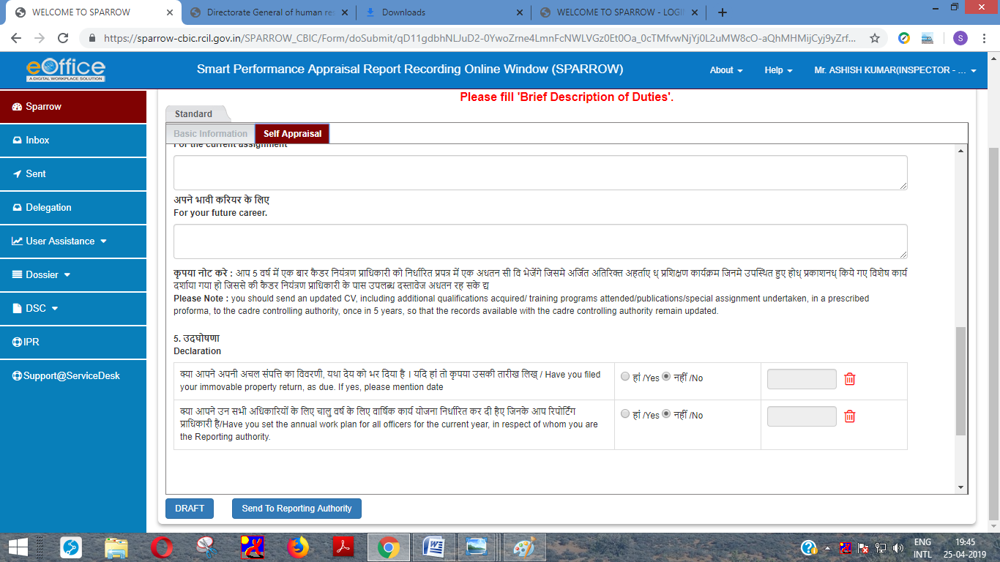 WELCOME TO SPARROW
Directorate General of human res
Downloads
WELCOME TO SPARROW - LOGI
https://sparrow-cbic.rcil.gov.in/SPARROW_CBIC/Form/doSubmit/qD11gdbhNLJuD2-0YwoZrne4LmnFcNWLVGz0Et0Oa_0cTMfvwNjYj0L2uMW8cO-aQhMHMijCyj9yZrf...
S
eOffice
A DIGITAL WORKPLACE SOLUTION
Smart Performance Appraisal Report Recording Online Window (SPARROW)
About
Help
Mr. ASHISH KUMAR(INSPECTOR - ...
Sparrow
Inbox
Sent
Delegation
User Assistance
Dossier
DSC
IPR
Support@ServiceDesk
Please fill 'Brief Description of Duties'.
Standard
Basic Information
Self Appraisal
For the current assignment
अपने भावी करियर के लिए
For your future career.
कृपया नोट करे : आप 5 वर्ष में एक बार कैडर नियंत्रण प्राधिकारी को निर्धारित प्रपत्र में एक अधतन सी वि भेजेंगे जिसमे अर्जित अतिरिक्त अहर्ताए ध् प्रशिक्षण कार्यक्रम जिनमे उपस्थित हुए होध् प्रकाशनध् किये गए विशेष कार्य
दर्शाया गया हो जिससे की कैडर नियंत्रण प्राधिकारी के पास उपलब्ध दस्तावेज अधतन रह सके द्य
Please Note : you should send an updated CV, including additional qualifications acquired/ training programs attended/publications/special assignment undertaken, in a prescribed
proforma, to the cadre controlling authority, once in 5 years, so that the records available with the cadre controlling authority remain updated.
5. उदघोषणा
Declaration
क्या आपने अपनी अचल संपत्ति का विवरणी, यथा देय को भर दिया है । यदि हां तो कृपया उसकी तारीख लिख् / Have you filed
your immovable property return, as due. If yes, please mention date
हां /Yes नहीं /No
क्या आपने उन सभी अधिकारियों के लिए चालु वर्ष के लिए वार्षिक कार्य योजना निर्धारित कर दी हैए जिनके आप रिपोर्टिंग
प्राधिकारी है/Have you set the annual work plan for all officers for the current year, in respect of whom you are
the Reporting authority.
हां /Yes नहीं /No
DRAFT
Send To Reporting Authority
ENG
INTL
19:45
25-04-2019